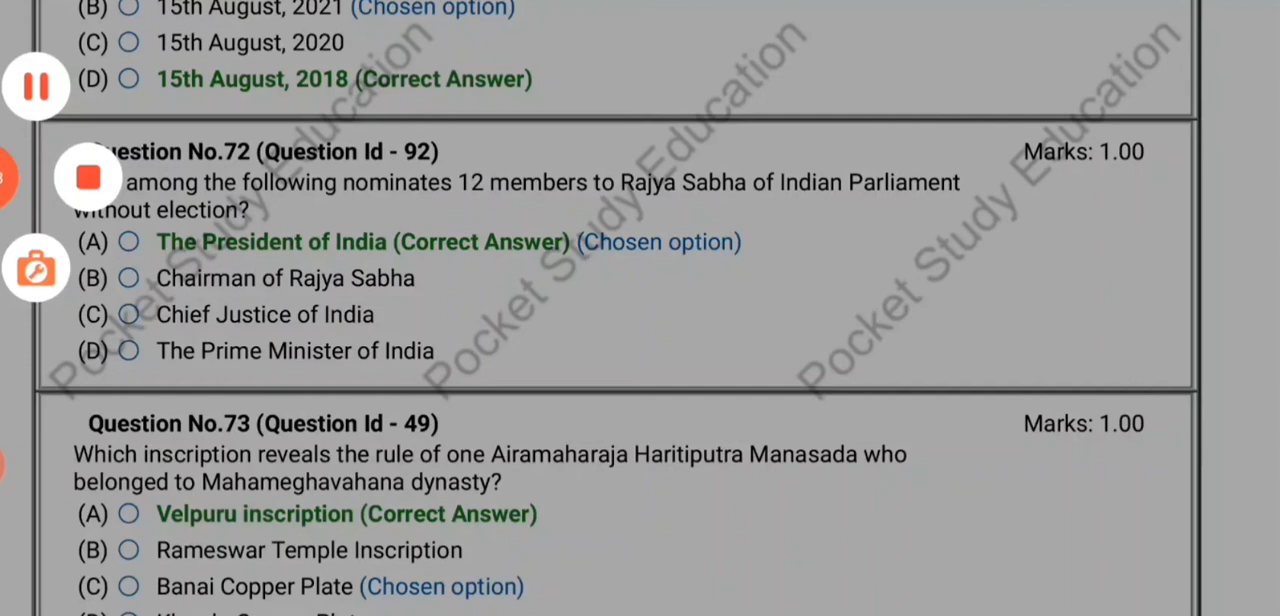 (B) 15th August, 2021 (Chosen option)
(C) 15th August, 2020
(D) 15th August, 2018 (Correct Answer)
estion No.72 (Question Id - 92)
Marks: 1.00
among the following nominates 12 members to Rajya Sabha of Indian Parliament
without election?
(A) The President of India (Correct Answer) (Chosen option)
(B) Chairman of Rajya Sabha
(C) Chief Justice of India
(D) The Prime Minister of India
Question No.73 (Question Id - 49)
Marks: 1.00
Which inscription reveals the rule of one Airamaharaja Haritiputra Manasada who
belonged to Mahameghavahana dynasty?
(A) Velpuru inscription (Correct Answer)
(B) Rameswar Temple Inscription
(C) Banai Copper Plate (Chosen option)
Pocket Study Education
Pocket Study Education
Pocket Study Education